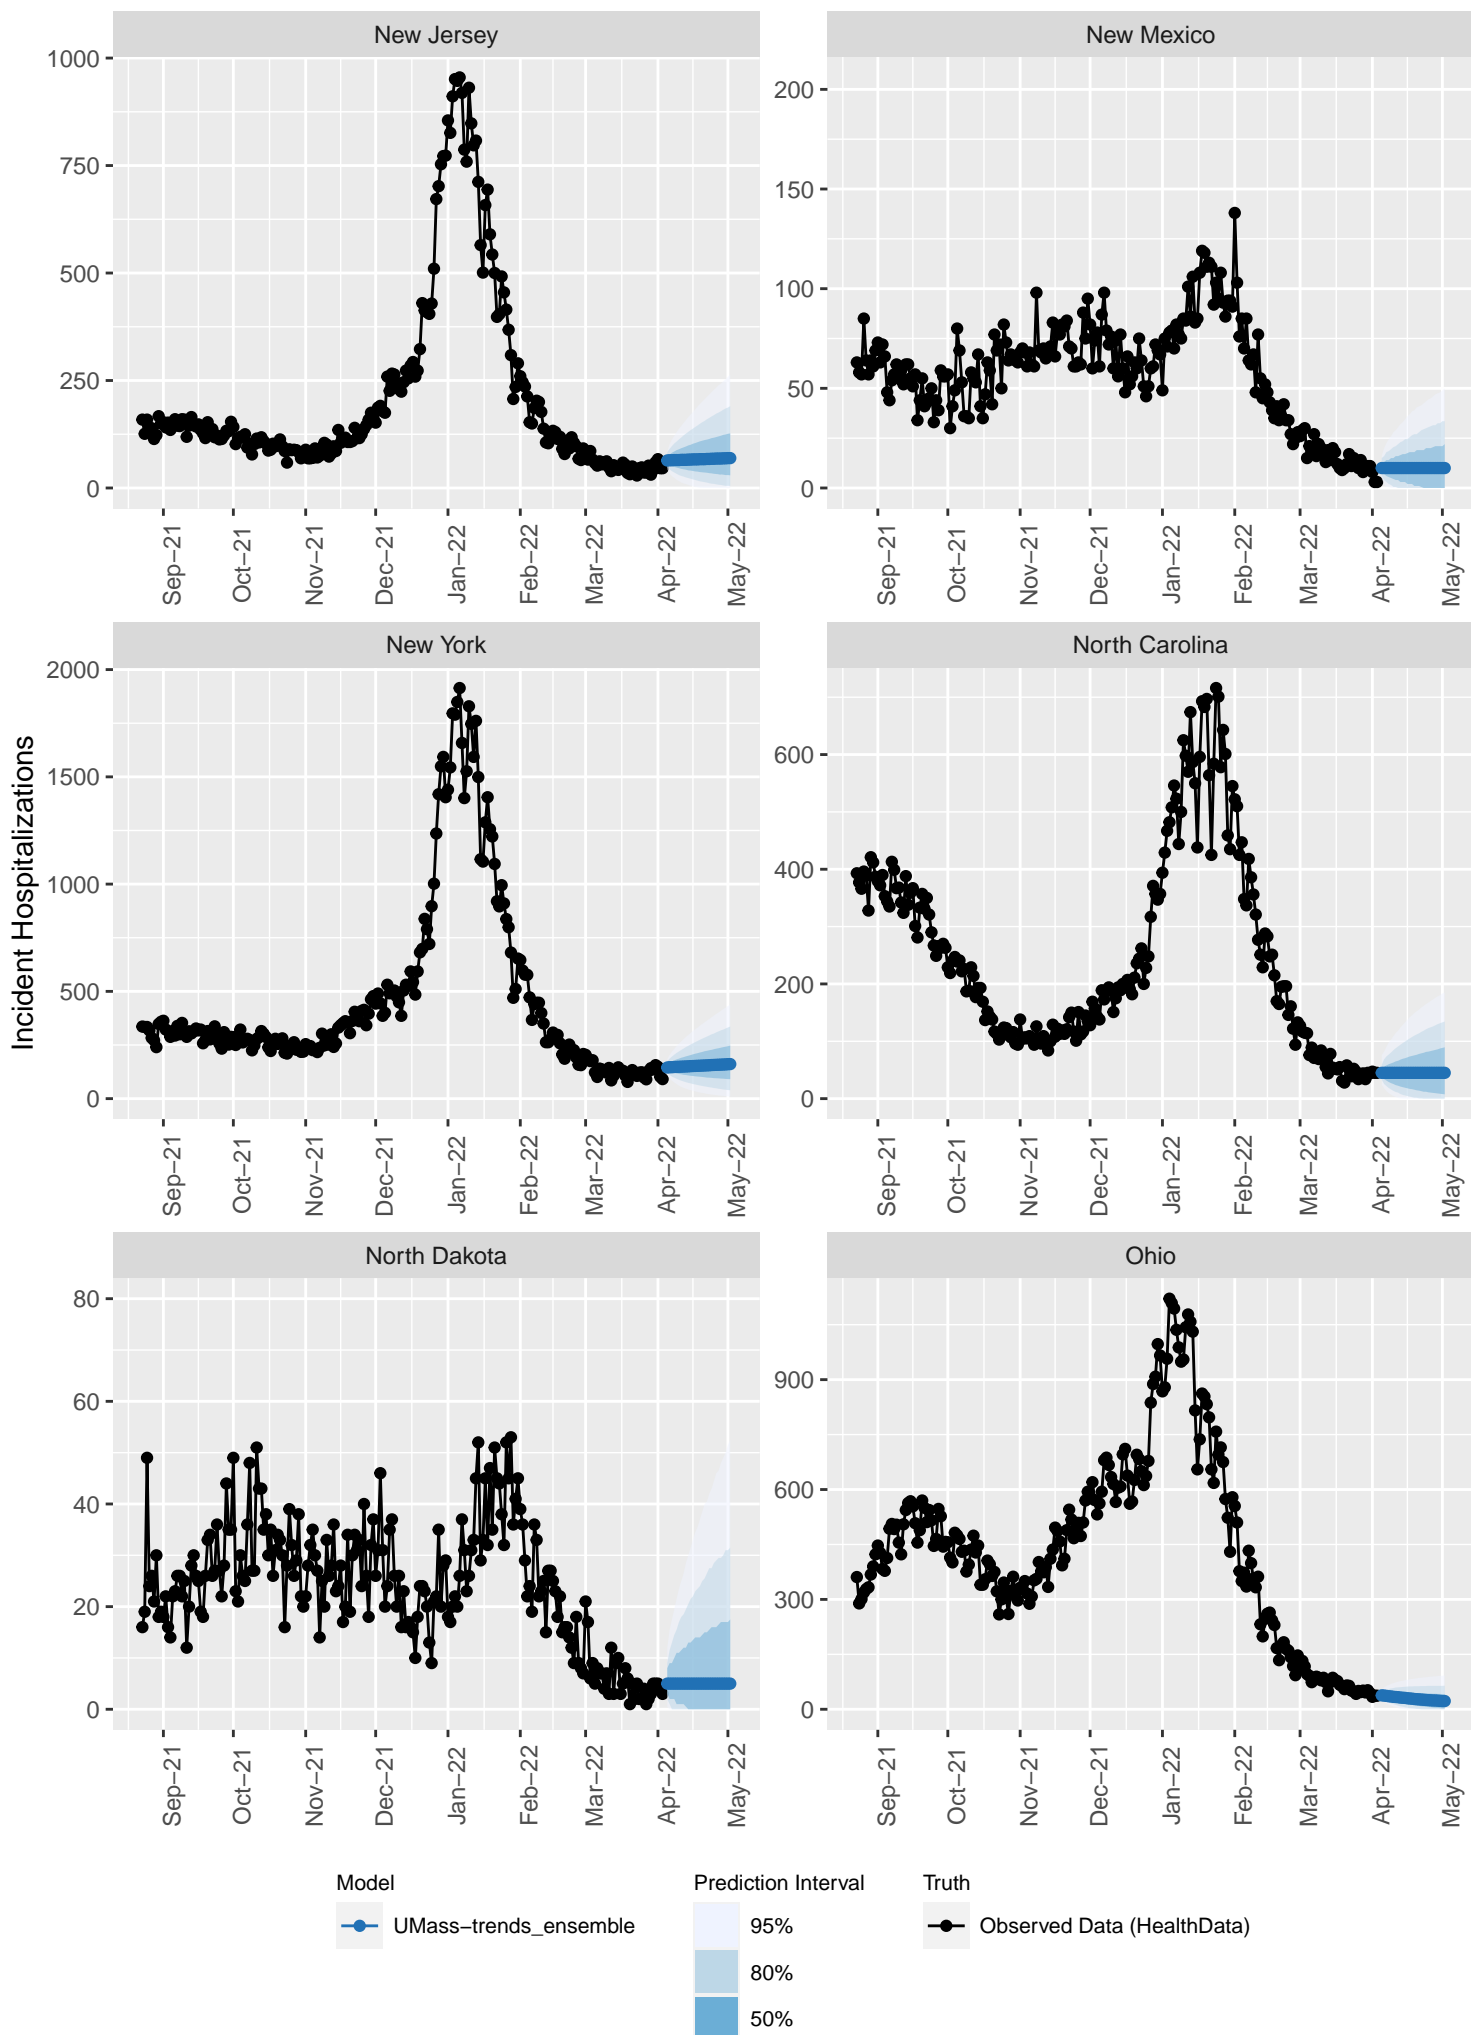 New Jersey
New Mexico
1000
750
500
250
0
200
150
100
50
0
Sep−21
Oct−21
Nov−21
Dec−21
Jan−22
Feb−22
Mar−22
Apr−22
May−22
Sep−21
Oct−21
Nov−21
Dec−21
Jan−22
Feb−22
Mar−22
Apr−22
May−22
Incident Hospitalizations
New York
North Carolina
2000
1500
1000
500
0
600
400
200
0
Sep−21
Oct−21
Nov−21
Dec−21
Jan−22
Feb−22
Mar−22
Apr−22
May−22
Sep−21
Oct−21
Nov−21
Dec−21
Jan−22
Feb−22
Mar−22
Apr−22
May−22
North Dakota
Ohio
80
60
40
20
0
900
600
300
0
Sep−21
Oct−21
Nov−21
Dec−21
Jan−22
Feb−22
Mar−22
Apr−22
May−22
Sep−21
Oct−21
Nov−21
Dec−21
Jan−22
Feb−22
Mar−22
Apr−22
May−22
Model
UMass−trends_ensemble
Prediction Interval
95%
80%
50%
Truth
Observed Data (HealthData)